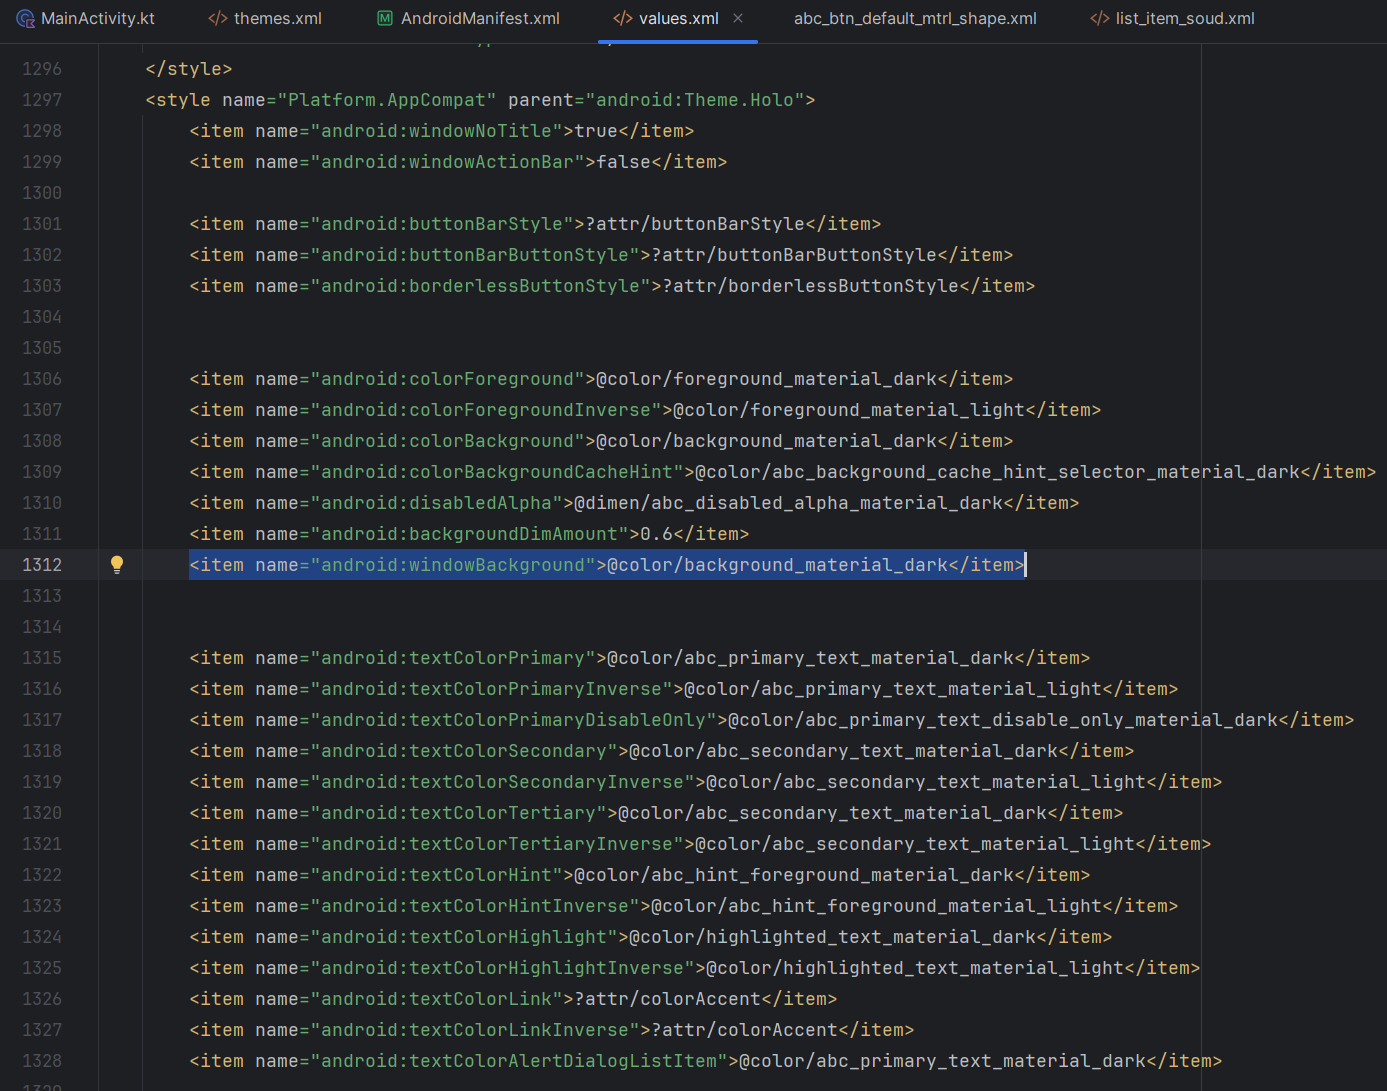 MainActivity.kt </> themes.xml M AndroidManifest.xml </> values.xml × abc_btn_default_mtrl_shape.xml </> list_item_soud.xml
1296 </style>
1297 <style name="Platform.AppCompat" parent="android:Theme.Holo">
1298 <item name="android:windowNoTitle">true</item>
1299 <item name="android:windowActionBar">false</item>
1300
1301 <item name="android:buttonBarStyle">?attr/buttonBarStyle</item>
1302 <item name="android:buttonBarButtonStyle">?attr/buttonBarButtonStyle</item>
1303 <item name="android:borderlessButtonStyle">?attr/borderlessButtonStyle</item>
1304
1305
1306 <item name="android:colorForeground">@color/foreground_material_dark</item>
1307 <item name="android:colorForegroundInverse">@color/foreground_material_light</item>
1308 <item name="android:colorBackground">@color/background_material_dark</item>
1309 <item name="android:colorBackgroundCacheHint">@color/abc_background_cache_hint_selector_material_dark</item>
1310 <item name="android:disabledAlpha">@dimen/abc_disabled_alpha_material_dark</item>
1311 <item name="android:backgroundDimAmount">0.6</item>
1312 <item name="android:windowBackground">@color/background_material_dark</item>
1313
1314
1315 <item name="android:textColorPrimary">@color/abc_primary_text_material_dark</item>
1316 <item name="android:textColorPrimaryInverse">@color/abc_primary_text_material_light</item>
1317 <item name="android:textColorPrimaryDisableOnly">@color/abc_primary_text_disable_only_material_dark</item>
1318 <item name="android:textColorSecondary">@color/abc_secondary_text_material_dark</item>
1319 <item name="android:textColorSecondaryInverse">@color/abc_secondary_text_material_light</item>
1320 <item name="android:textColorTertiary">@color/abc_secondary_text_material_dark</item>
1321 <item name="android:textColorTertiaryInverse">@color/abc_secondary_text_material_light</item>
1322 <item name="android:textColorHint">@color/abc_hint_foreground_material_dark</item>
1323 <item name="android:textColorHintInverse">@color/abc_hint_foreground_material_light</item>
1324 <item name="android:textColorHighlight">@color/highlighted_text_material_dark</item>
1325 <item name="android:textColorHighlightInverse">@color/highlighted_text_material_light</item>
1326 <item name="android:textColorLink">?attr/colorAccent</item>
1327 <item name="android:textColorLinkInverse">?attr/colorAccent</item>
1328 <item name="android:textColorAlertDialogListItem">@color/abc_primary_text_material_dark</item>